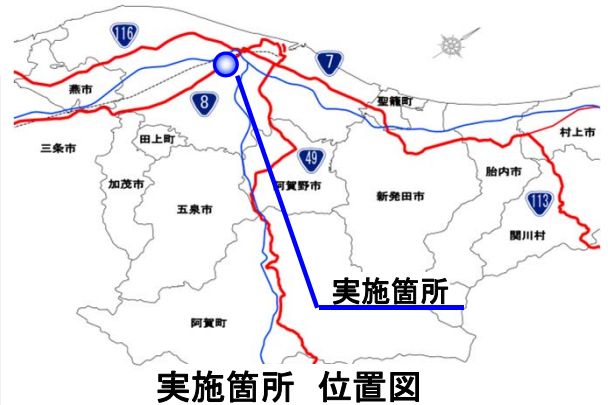 116
7
燕市
8
聖籠町
三条市
田上町
村上市
49
加茂市
阿賀野市
新発田市
胎内市
五泉市
113
関川村
実施箇所
阿賀町
実施箇所 位置図